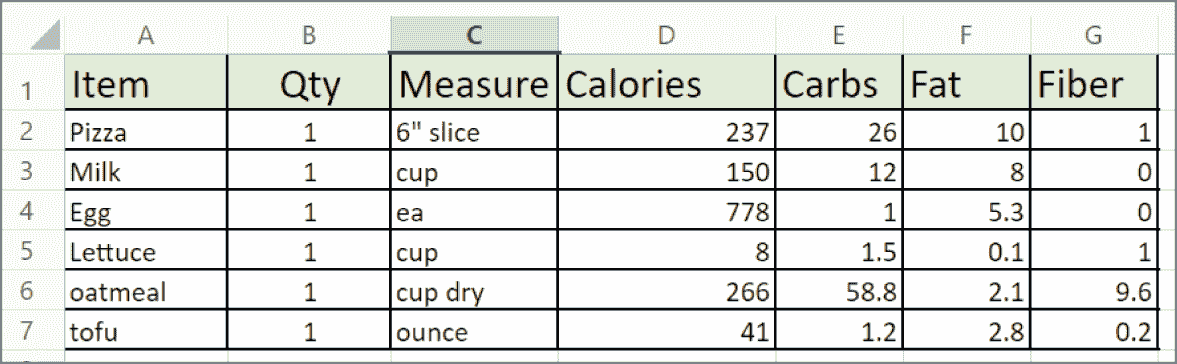 A B C D E F G
1 Item Qty Measure Calories Carbs Fat Fiber
2 Pizza 1 6" slice 237 26 10 1
3 Milk 1 cup 150 12 8 0
4 Egg 1 ea 778 1 5.3 0
5 Lettuce 1 cup 8 1.5 0.1 1
6 oatmeal 1 cup dry 266 58.8 2.1 9.6
7 tofu 1 ounce 41 1.2 2.8 0.2